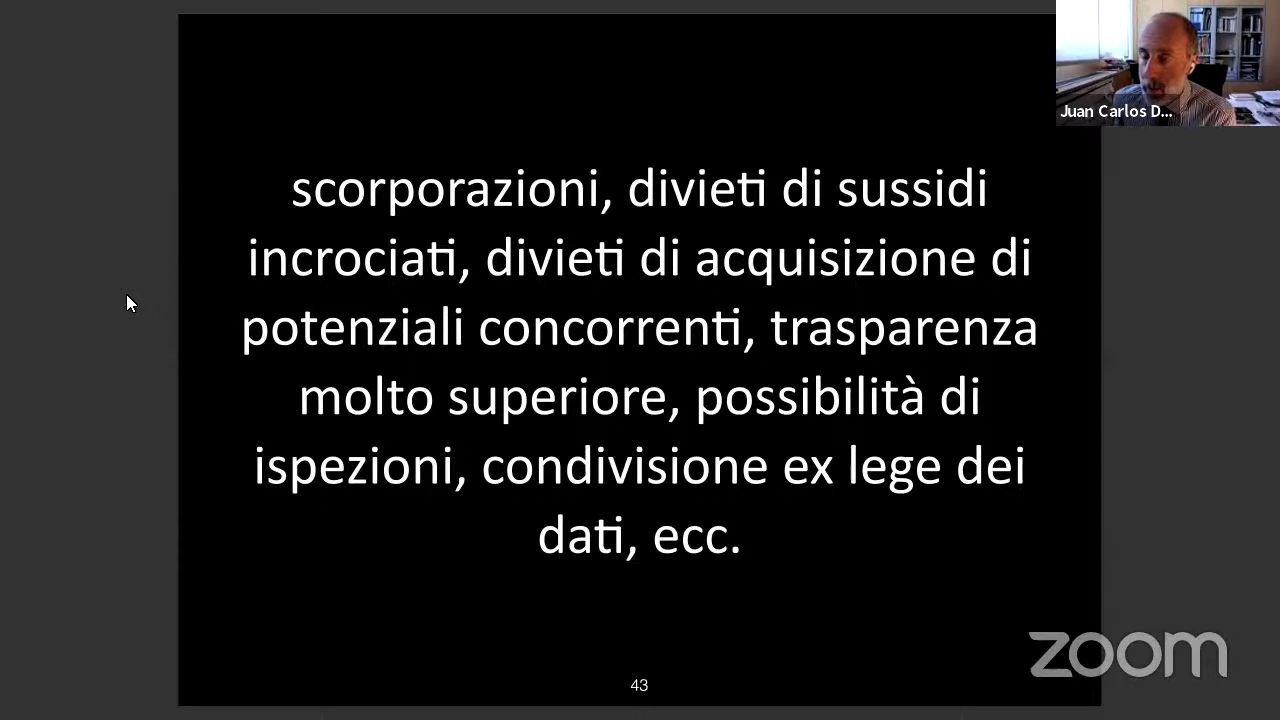 Juan Carlos D...
scorporazioni, divieti di sussidi
incrociati, divieti di acquisizione di
potenziali concorrenti, trasparenza
molto superiore, possibilità di
ispezioni, condivisione ex lege dei
dati, ecc.
zoom
43